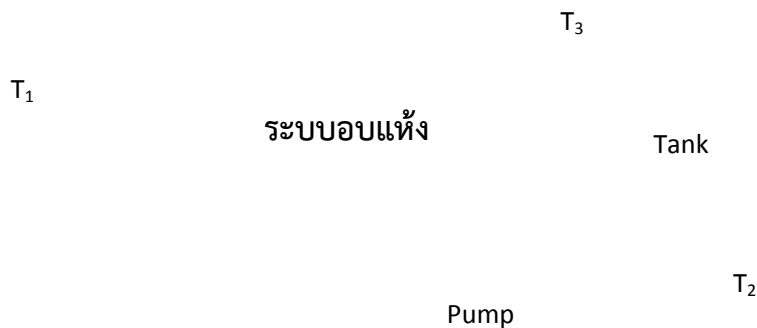 T₃
T₁
ระบบอบแห้ง
Tank
T₂
Pump